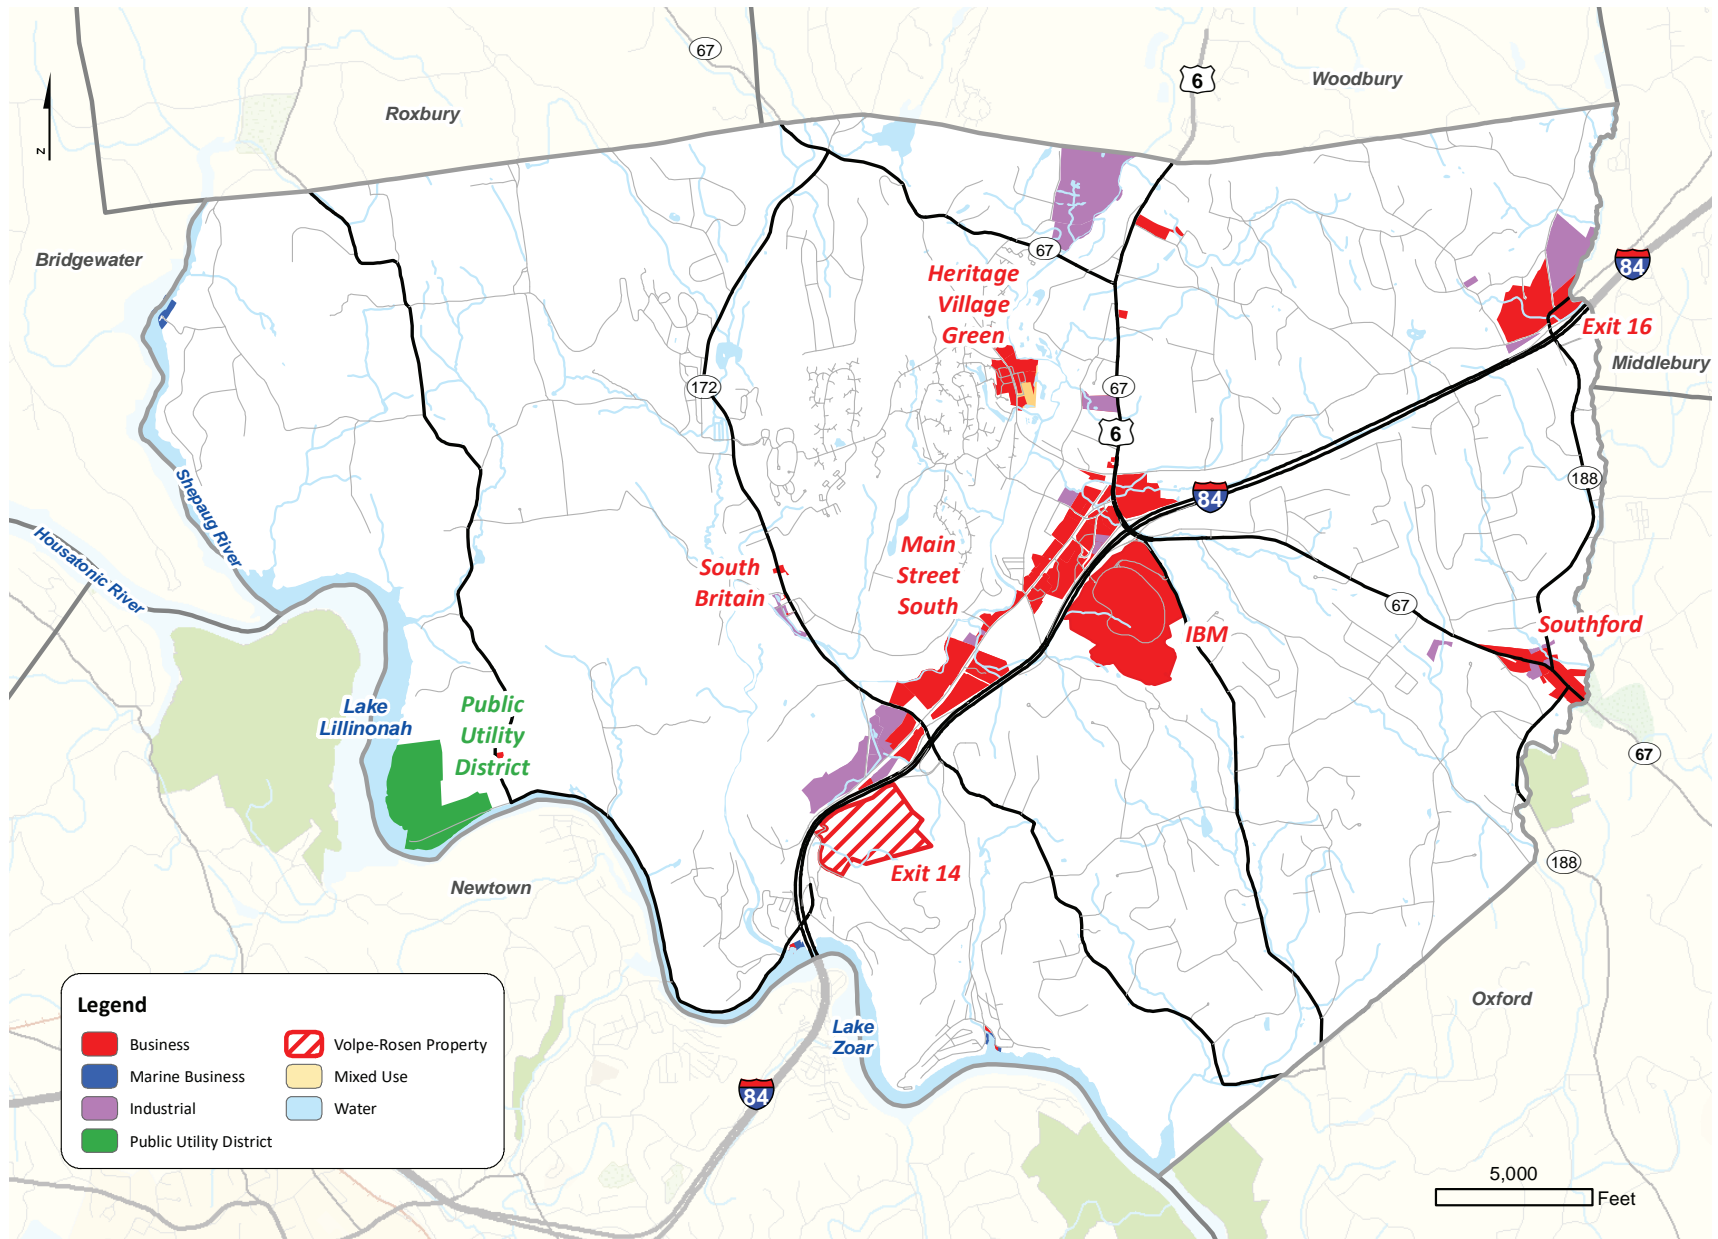 67
6
Woodbury
Roxbury
N
Bridgewater
67
84
Heritage
Village
Green
Exit 16
Middlebury
172
67
6
188
84
Shepaug River
Housatonic River
Main
Street
South
South
Britain
67
Southford
IBM
Lake
Lillinonah
Public
Utility
District
67
Exit 14
188
Newtown
Oxford
Lake
Zoar
84
Legend
Business
Marine Business
Industrial
Public Utility District
Volpe-Rosen Property
Mixed Use
Water
5,000
Feet